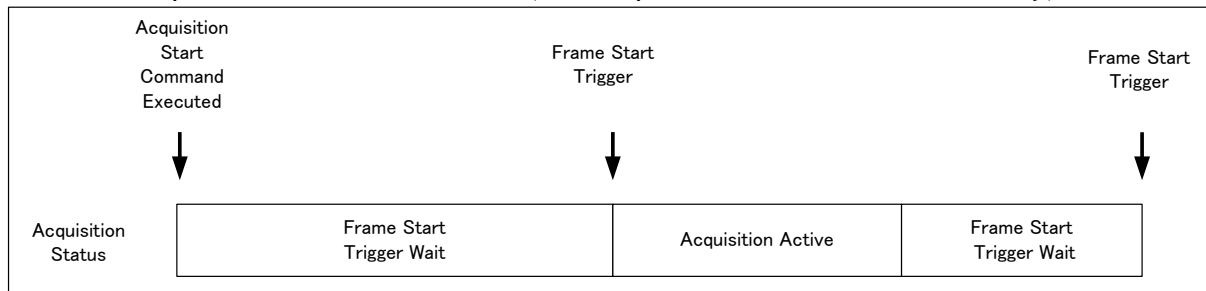 Acquisition
Start
Command
Executed
Frame Start
Trigger
Frame Start
Trigger
Acquisition
Status
Frame Start
Trigger Wait
Acquisition Active
Frame Start
Trigger Wait